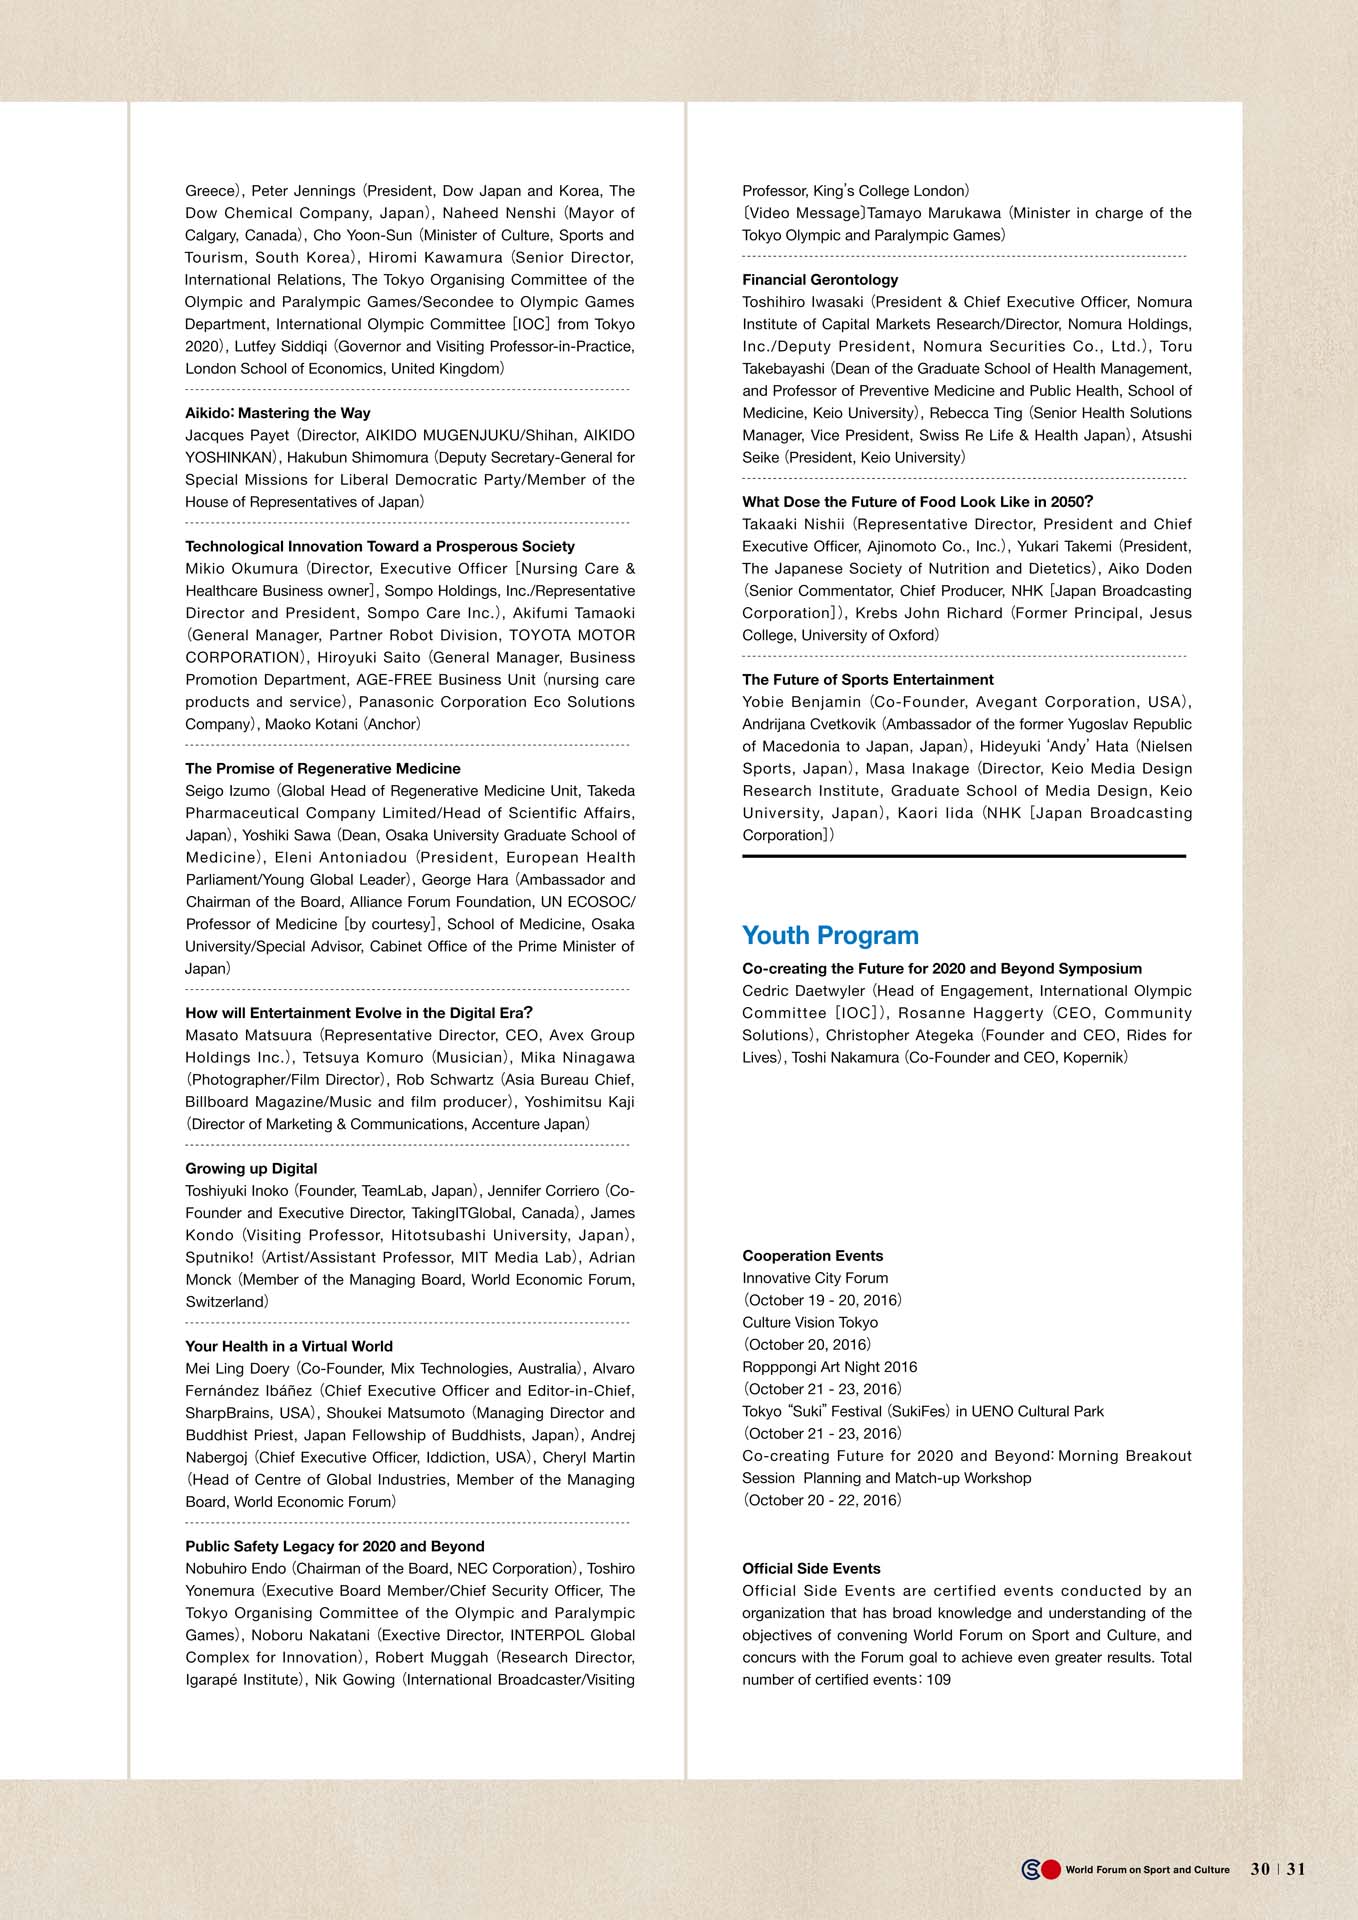 Greece), Peter Jennings (President, Dow Japan and Korea, The
Dow Chemical Company, Japan), Naheed Nenshi (Mayor of
Calgary, Canada), Cho Yoon-Sun (Minister of Culture, Sports and
Tourism, South Korea), Hiromi Kawamura (Senior Director,
International Relations, The Tokyo Organising Committee of the
Olympic and Paralympic Games/Secondee to Olympic Games
Department, International Olympic Committee [IOC] from Tokyo
2020), Lutfey Siddiqi (Governor and Visiting Professor-in-Practice,
London School of Economics, United Kingdom)
Aikido: Mastering the Way
Jacques Payet (Director, AIKIDO MUGENJUKU/Shihan, AIKIDO
YOSHINKAN), Hakubun Shimomura (Deputy Secretary-General for
Special Missions for Liberal Democratic Party/Member of the
House of Representatives of Japan)
Technological Innovation Toward a Prosperous Society
Mikio Okumura (Director, Executive Officer [Nursing Care &
Healthcare Business owner], Sompo Holdings, Inc./Representative
Director and President, Sompo Care Inc.), Akifumi Tamaoki
(General Manager, Partner Robot Division, TOYOTA MOTOR
CORPORATION), Hiroyuki Saito (General Manager, Business
Promotion Department, AGE-FREE Business Unit (nursing care
products and service), Panasonic Corporation Eco Solutions
Company), Maoko Kotani (Anchor)
The Promise of Regenerative Medicine
Seigo Izumo (Global Head of Regenerative Medicine Unit, Takeda
Pharmaceutical Company Limited/Head of Scientific Affairs,
Japan), Yoshiki Sawa (Dean, Osaka University Graduate School of
Medicine), Eleni Antoniadou (President, European Health
Parliament/Young Global Leader), George Hara (Ambassador and
Chairman of the Board, Alliance Forum Foundation, UN ECOSOC/
Professor of Medicine [by courtesy], School of Medicine, Osaka
University/Special Advisor, Cabinet Office of the Prime Minister of
Japan)
How will Entertainment Evolve in the Digital Era?
Masato Matsuura (Representative Director, CEO, Avex Group
Holdings Inc.), Tetsuya Komuro (Musician), Mika Ninagawa
(Photographer/Film Director), Rob Schwartz (Asia Bureau Chief,
Billboard Magazine/Music and film producer), Yoshimitsu Kaji
(Director of Marketing & Communications, Accenture Japan)
Growing up Digital
Toshiyuki Inoko (Founder, TeamLab, Japan), Jennifer Corriero (Co-
Founder and Executive Director, TakingITGlobal, Canada), James
Kondo (Visiting Professor, Hitotsubashi University, Japan),
Sputniko! (Artist/Assistant Professor, MIT Media Lab), Adrian
Monck (Member of the Managing Board, World Economic Forum,
Switzerland)
Your Health in a Virtual World
Mei Ling Doery (Co-Founder, Mix Technologies, Australia), Alvaro
Fernández Ibáñez (Chief Executive Officer and Editor-in-Chief,
SharpBrains, USA), Shoukei Matsumoto (Managing Director and
Buddhist Priest, Japan Fellowship of Buddhists, Japan), Andrej
Nabergoj (Chief Executive Officer, Iddiction, USA), Cheryl Martin
(Head of Centre of Global Industries, Member of the Managing
Board, World Economic Forum)
Public Safety Legacy for 2020 and Beyond
Nobuhiro Endo (Chairman of the Board, NEC Corporation), Toshiro
Yonemura (Executive Board Member/Chief Security Officer, The
Tokyo Organising Committee of the Olympic and Paralympic
Games), Noboru Nakatani (Exective Director, INTERPOL Global
Complex for Innovation), Robert Muggah (Research Director,
Igarapé Institute), Nik Gowing (International Broadcaster/Visiting
Professor, King's College London)
〔Video Message〕Tamayo Marukawa (Minister in charge of the
Tokyo Olympic and Paralympic Games)
Financial Gerontology
Toshihiro Iwasaki (President & Chief Executive Officer, Nomura
Institute of Capital Markets Research/Director, Nomura Holdings,
Inc./Deputy President, Nomura Securities Co., Ltd.), Toru
Takebayashi (Dean of the Graduate School of Health Management,
and Professor of Preventive Medicine and Public Health, School of
Medicine, Keio University), Rebecca Ting (Senior Health Solutions
Manager, Vice President, Swiss Re Life & Health Japan), Atsushi
Seike (President, Keio University)
What Dose the Future of Food Look Like in 2050?
Takaaki Nishii (Representative Director, President and Chief
Executive Officer, Ajinomoto Co., Inc.), Yukari Takemi (President,
The Japanese Society of Nutrition and Dietetics), Aiko Doden
(Senior Commentator, Chief Producer, NHK [Japan Broadcasting
Corporation]), Krebs John Richard (Former Principal, Jesus
College, University of Oxford)
The Future of Sports Entertainment
Yobie Benjamin (Co-Founder, Avegant Corporation, USA),
Andrijana Cvetkovik (Ambassador of the former Yugoslav Republic
of Macedonia to Japan, Japan), Hideyuki 'Andy' Hata (Nielsen
Sports, Japan), Masa Inakage (Director, Keio Media Design
Research Institute, Graduate School of Media Design, Keio
University, Japan), Kaori Iida (NHK [Japan Broadcasting
Corporation])
Youth Program
Co-creating the Future for 2020 and Beyond Symposium
Cedric Daetwyler (Head of Engagement, International Olympic
Committee [IOC]), Rosanne Haggerty (CEO, Community
Solutions), Christopher Ategeka (Founder and CEO, Rides for
Lives), Toshi Nakamura (Co-Founder and CEO, Kopernik)
Cooperation Events
Innovative City Forum
(October 19 - 20, 2016)
Culture Vision Tokyo
(October 20, 2016)
Ropppongi Art Night 2016
(October 21 - 23, 2016)
Tokyo "Suki" Festival (SukiFes) in UENO Cultural Park
(October 21 - 23, 2016)
Co-creating Future for 2020 and Beyond: Morning Breakout
Session Planning and Match-up Workshop
(October 20 - 22, 2016)
Official Side Events
Official Side Events are certified events conducted by an
organization that has broad knowledge and understanding of the
objectives of convening World Forum on Sport and Culture, and
concurs with the Forum goal to achieve even greater results. Total
number of certified events: 109
World Forum on Sport and Culture 30 | 31